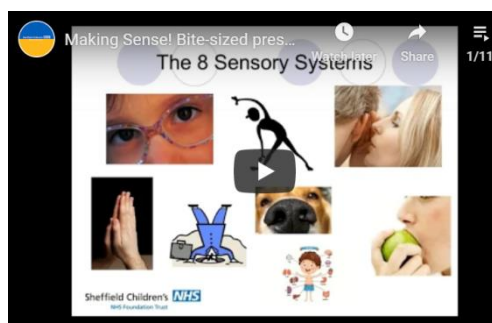 Making Sense! Bite-sized pres...
Watch later
Share
1/11
The 8 Sensory Systems
Sheffield Children's NHS
NHS Foundation Trust